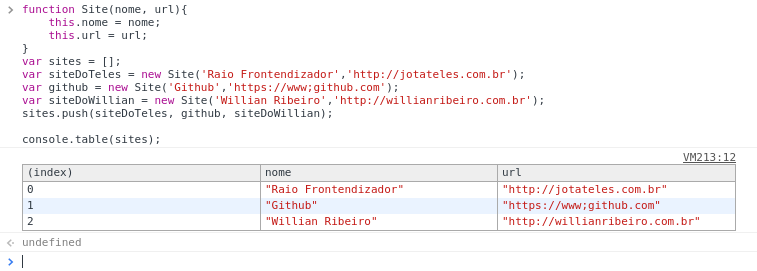 function Site(nome, url){
    this.nome = nome;
    this.url = url;
}
var sites = [];
var siteDoTeles = new Site('Raio Frontendizador','http://jotateles.com.br');
var github = new Site('Github','https://www;github.com');
var siteDoWillian = new Site('Willian Ribeiro','http://willianribeiro.com.br');
sites.push(siteDoTeles, github, siteDoWillian);

console.table(sites);
VM213:12
(index) nome url
0 "Raio Frontendizador" "http://jotateles.com.br"
1 "Github" "https://www;github.com"
2 "Willian Ribeiro" "http://willianribeiro.com.br"
undefined